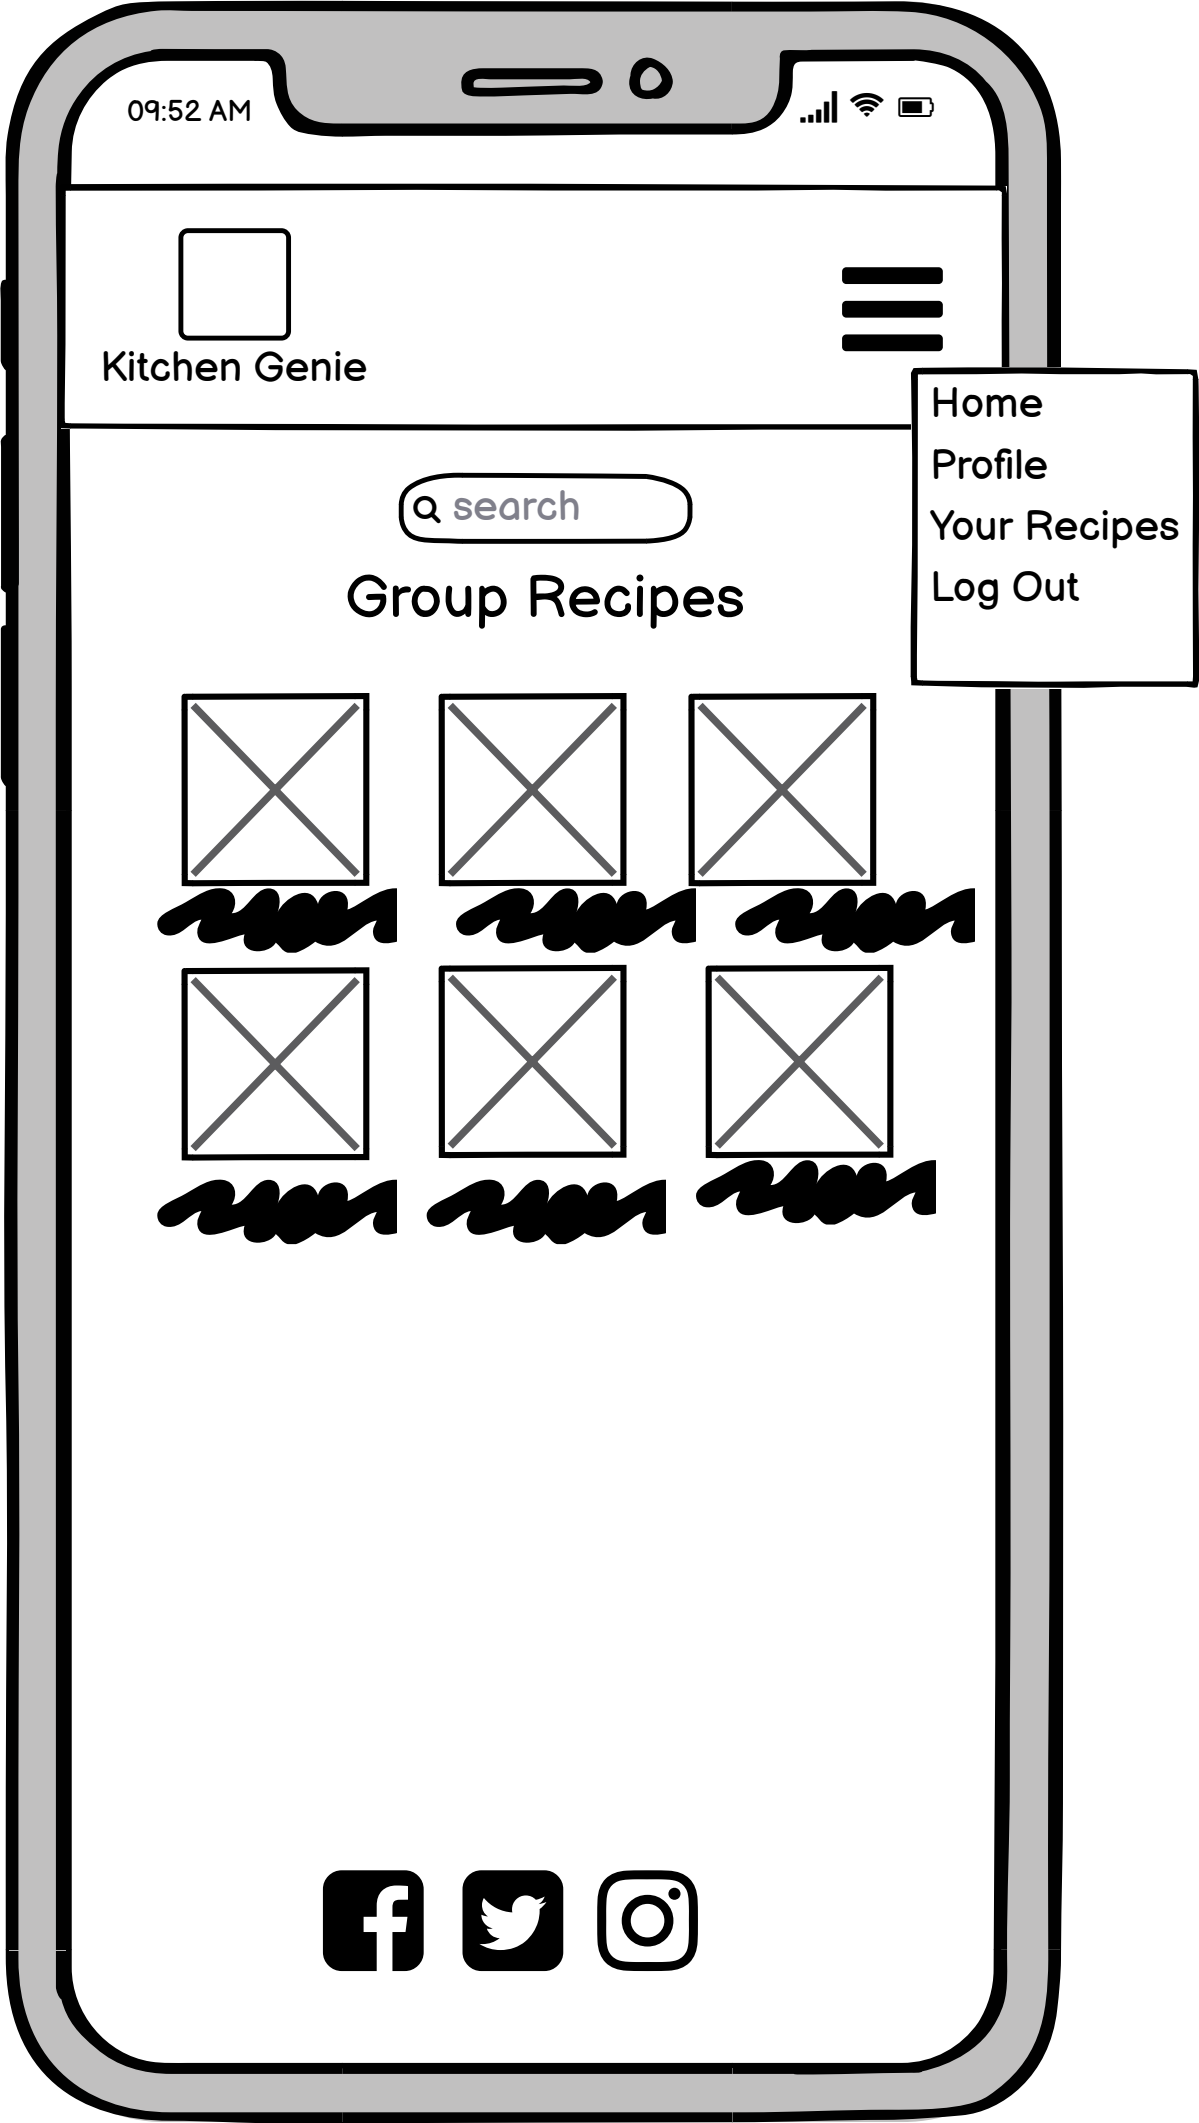 09:52 AM
Kitchen Genie
Home
Profile
Your Recipes
Log Out
search
Group Recipes